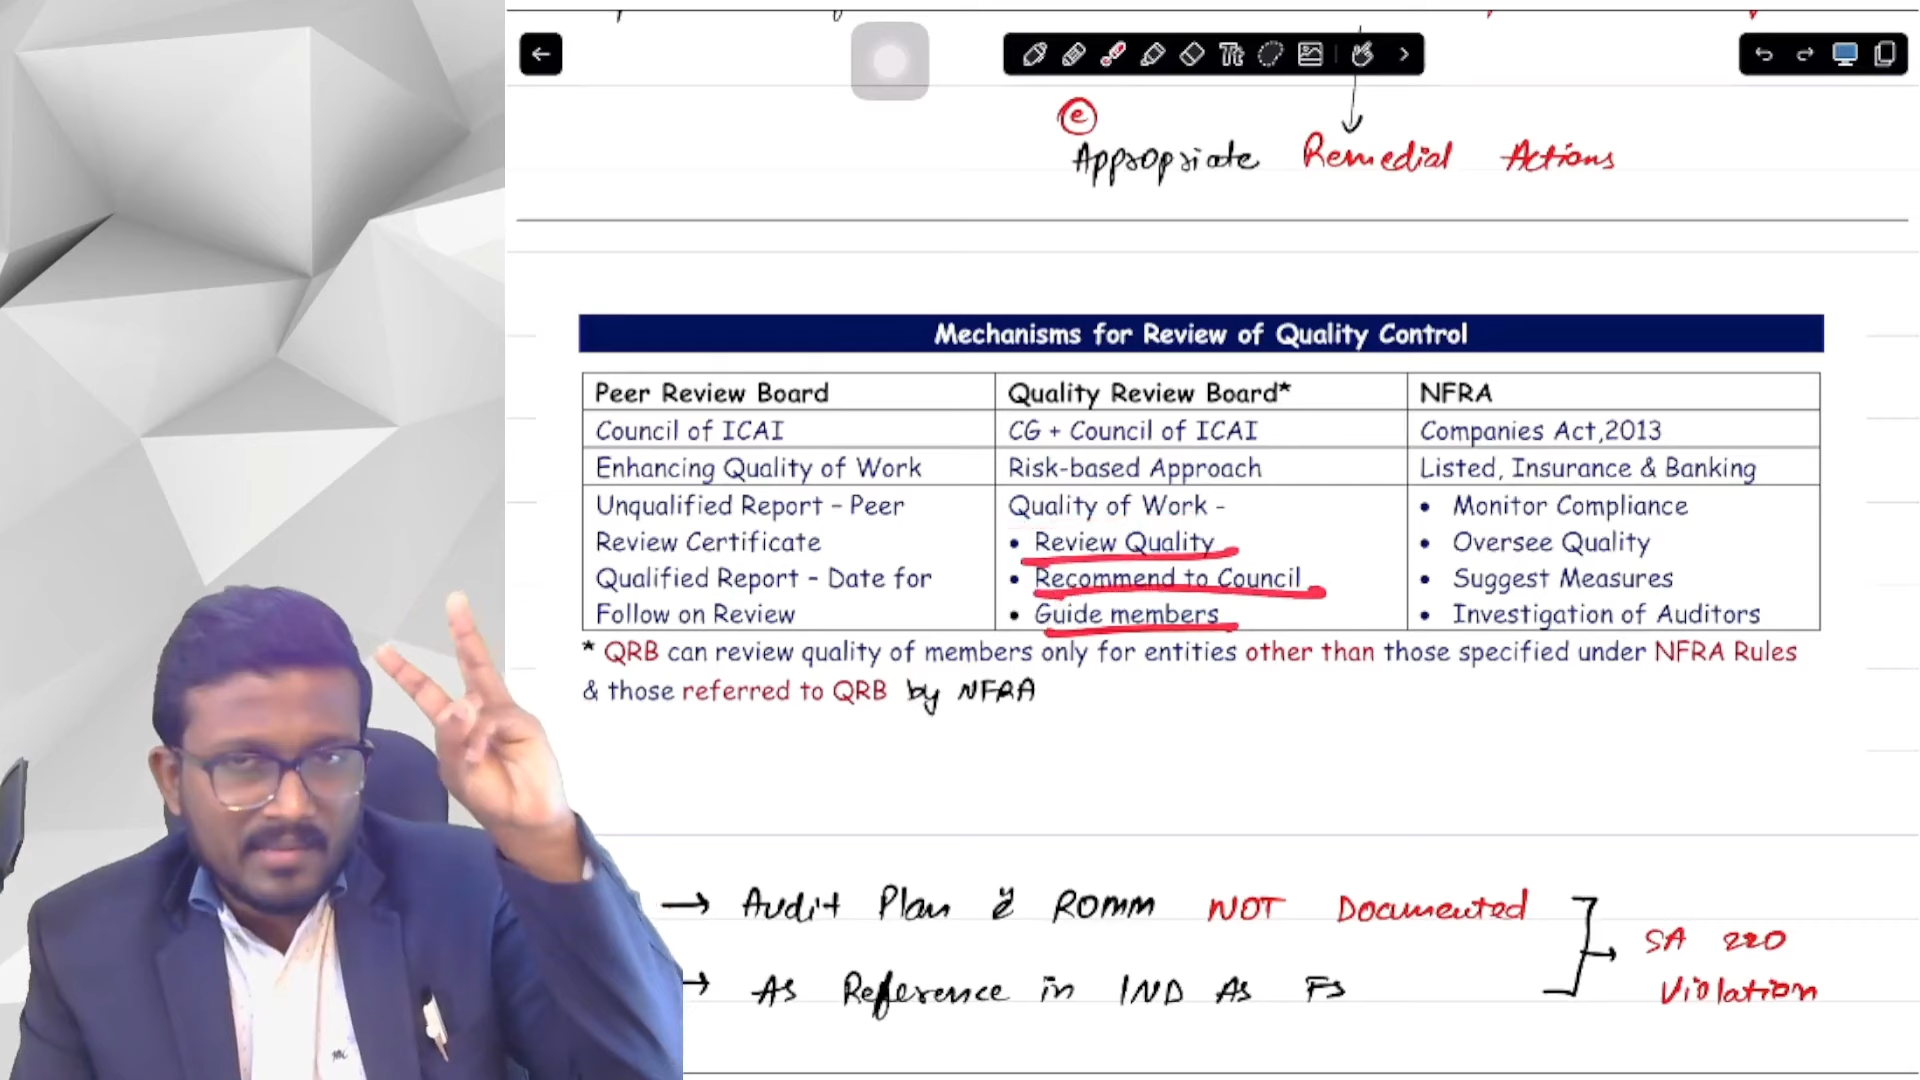 e
Appropriate Remedial Actions
Mechanisms for Review of Quality Control
Peer Review Board Quality Review Board* NFRA
Council of ICAI CG + Council of ICAI Companies Act,2013
Enhancing Quality of Work Risk-based Approach Listed, Insurance & Banking
Unqualified Report – Peer Quality of Work - • Monitor Compliance
Review Certificate • Review Quality • Oversee Quality
Qualified Report – Date for • Recommend to Council • Suggest Measures
Follow on Review • Guide members • Investigation of Auditors
* QRB can review quality of members only for entities other than those specified under NFRA Rules
& those referred to QRB by NFRA
→ Audit Plan & ROMM NOT Documented
SA 220
→ As Reference in IND AS FS
Violation